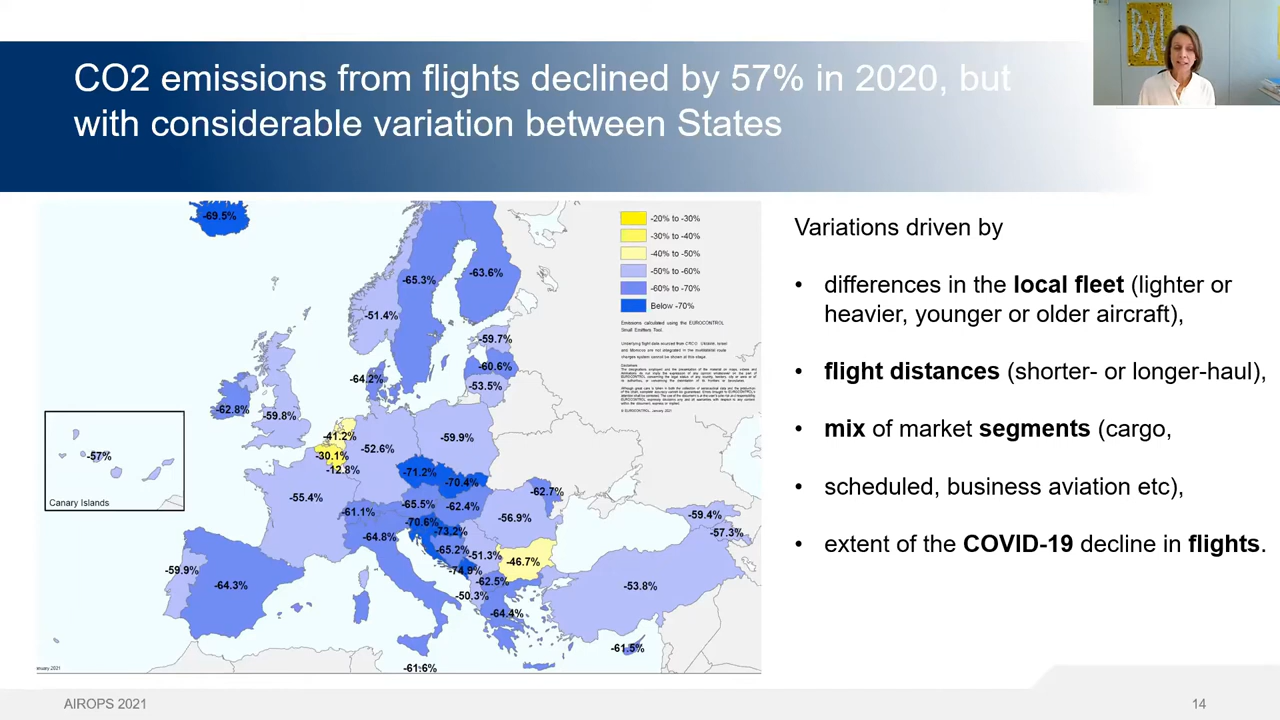 BxL
CO2 emissions from flights declined by 57% in 2020, but
with considerable variation between States
-69.5%
-65.3%
-63.6%
-51.4%
-59.7%
-64.2%
-60.6%
-53.5%
-62.8%
-59.8%
-41.2%
-30.1%
-12.8%
-52.6%
-59.9%
-57%
Canary Islands
-71.2%
-70.4%
-55.4%
-61.1%
-65.5%
-62.4%
-62.7%
-56.9%
-59.4%
-57.3%
-70.6%
-73.2%
-64.8%
-65.2%
-51.3%
-46.7%
-74.9%
-62.5%
-59.9%
-64.3%
-50.3%
-64.4%
-53.8%
-61.5%
-61.6%
nuary 2021
-20% to -30%
-30% to -40%
-40% to -50%
-50% to -60%
-60% to -70%
Below -70%
Emissions calculated using the EUROCONTROL
Small Emitters Tool.
© EUROCONTROL, January 2021
Variations driven by
• differences in the local fleet (lighter or
heavier, younger or older aircraft),
• flight distances (shorter- or longer-haul),
• mix of market segments (cargo,
• scheduled, business aviation etc),
• extent of the COVID-19 decline in flights.
AIROPS 2021
14